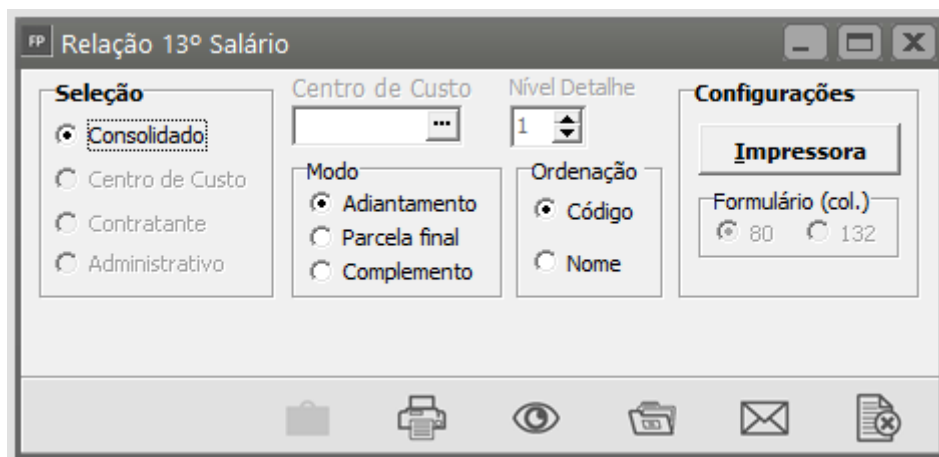 FP Relação 13º Salário
Seleção
Consolidado
Centro de Custo
Contratante
Administrativo
Centro de Custo
...
Nível Detalhe
1
Modo
Adiantamento
Parcela final
Complemento
Ordenação
Código
Nome
Configurações
Impressora
Formulário (col.)
80 132